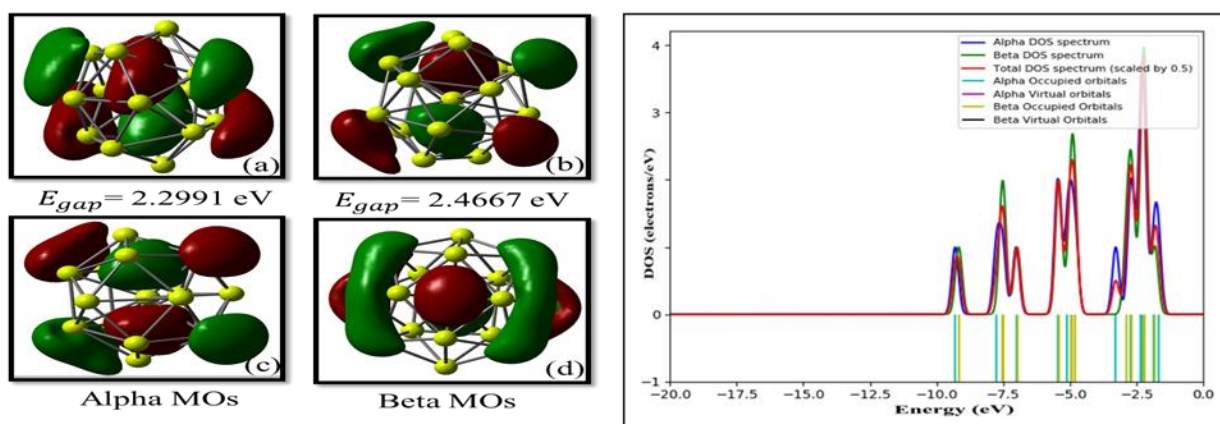 (a)
(b)
E_gap= 2.2991 eV
E_gap= 2.4667 eV
(c)
(d)
Alpha MOs
Beta MOs
Alpha DOS spectrum
Beta DOS spectrum
Total DOS spectrum (scaled by 0.5)
Alpha Occupied orbitals
Alpha Virtual orbitals
Beta Occupied Orbitals
Beta Virtual Orbitals
DOS (electrons/eV)
4
3
2
1
0
−1
−20.0 −17.5 −15.0 −12.5 −10.0 −7.5 −5.0 −2.5 0.0
Energy (eV)